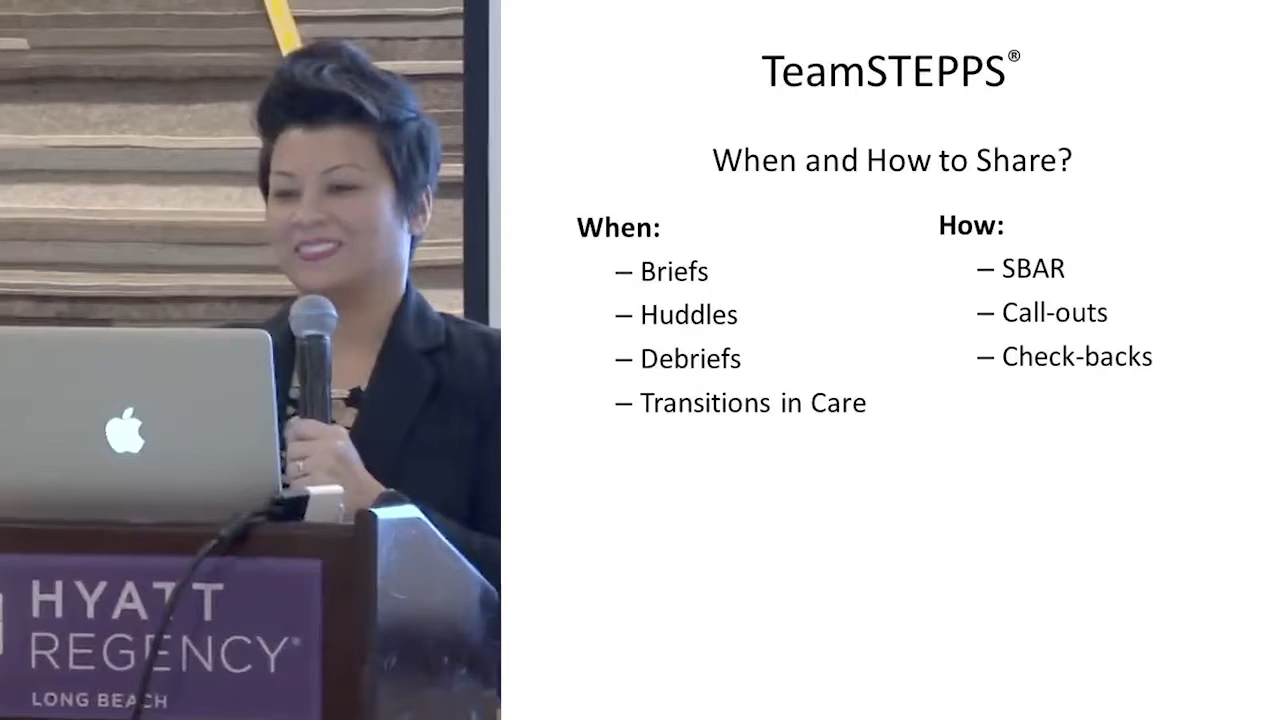 TeamSTEPPS®
When and How to Share?
When:
– Briefs
– Huddles
– Debriefs
– Transitions in Care
How:
– SBAR
– Call-outs
– Check-backs
HYATT
REGENCY®
LONG BEACH